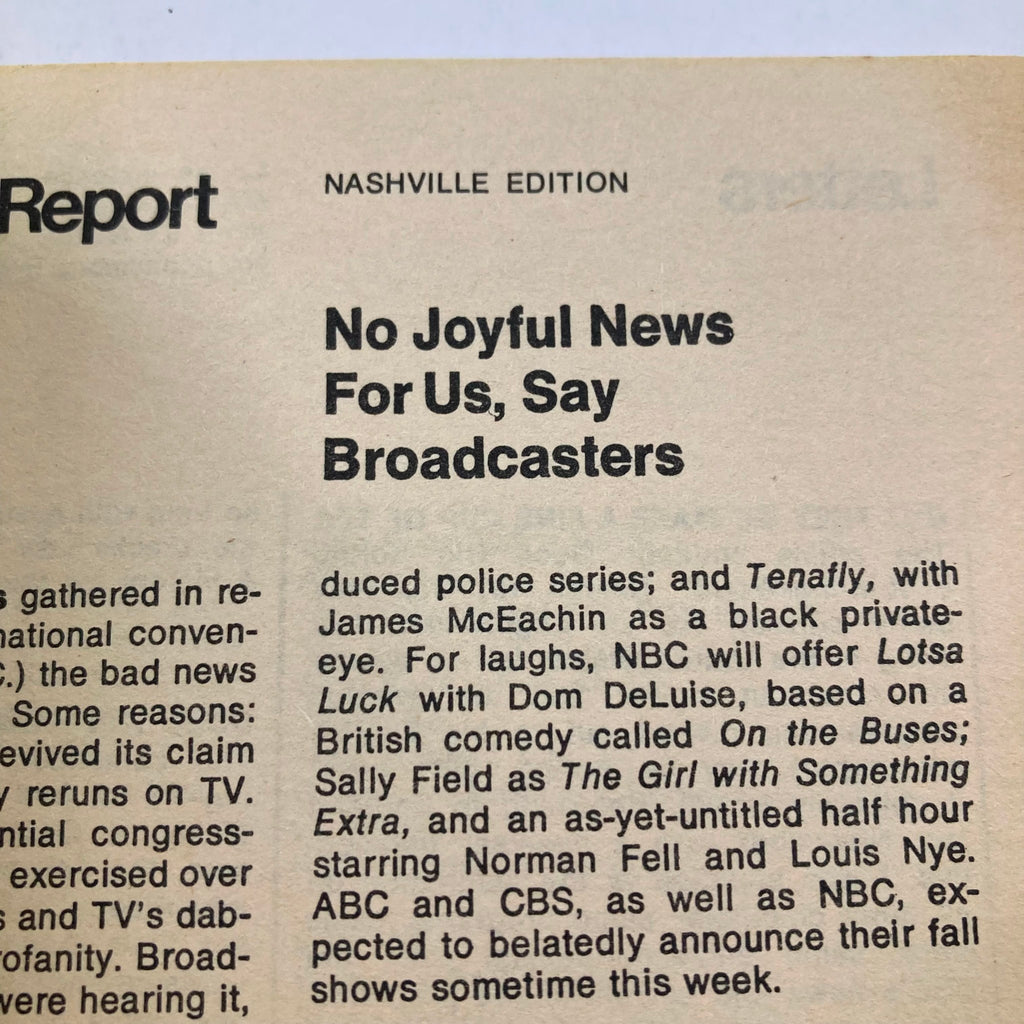 Report
NASHVILLE EDITION
No Joyful News
For Us, Say
Broadcasters
gathered in re-
national conven-
the bad news
Some reasons:
evived its claim
reruns on TV.
ntial congress-
exercised over
and TV's dab-
rofanity. Broad-
were hearing it,
duced police series; and Tenafly, with
James McEachin as a black private-
eye. For laughs, NBC will offer Lotsa
Luck with Dom DeLuise, based on a
British comedy called On the Buses;
Sally Field as The Girl with Something
Extra, and an as-yet-untitled half hour
starring Norman Fell and Louis Nye.
ABC and CBS, as well as NBC, ex-
pected to belatedly announce their fall
shows sometime this week.